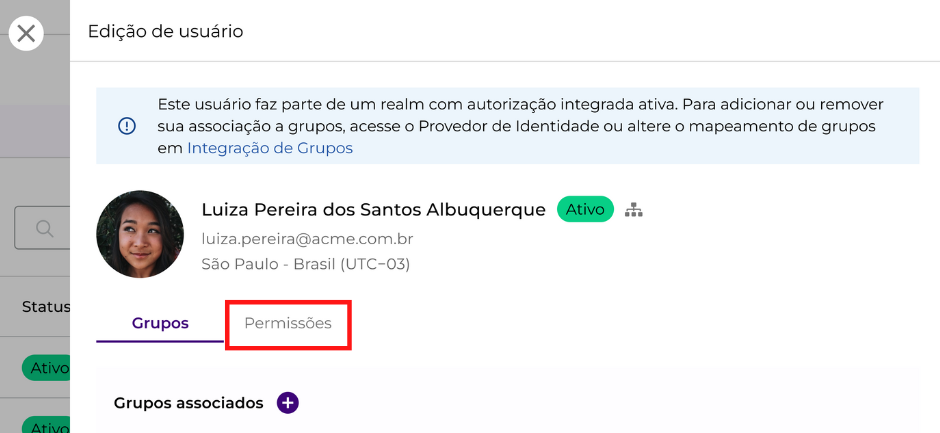 Edição de usuário
Este usuário faz parte de um realm com autorização integrada ativa. Para adicionar ou remover
sua associação a grupos, acesse o Provedor de Identidade ou altere o mapeamento de grupos
em Integração de Grupos
Luiza Pereira dos Santos Albuquerque Ativo
luiza.pereira@acme.com.br
São Paulo - Brasil (UTC-03)
Status
Grupos Permissões
Ativo
Grupos associados
Ativo